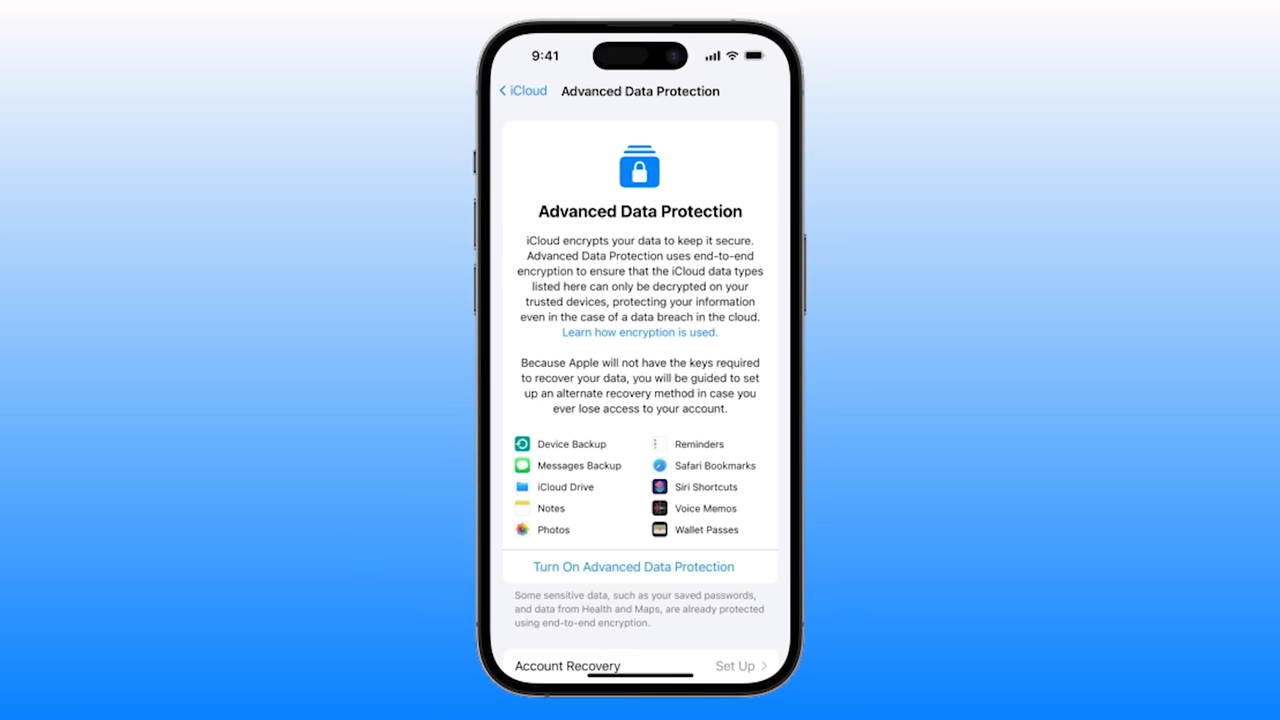 9:41
iCloud
Advanced Data Protection
Advanced Data Protection
iCloud encrypts your data to keep it secure.
Advanced Data Protection uses end-to-end
encryption to ensure that the iCloud data types
listed here can only be decrypted on your
trusted devices, protecting your information
even in the case of a data breach in the cloud.
Learn how encryption is used.
Because Apple will not have the keys required
to recover your data, you will be guided to set
up an alternate recovery method in case you
ever lose access to your account.
Device Backup
Reminders
Messages Backup
Safari Bookmarks
iCloud Drive
Siri Shortcuts
Notes
Voice Memos
Photos
Wallet Passes
Turn On Advanced Data Protection
Some sensitive data, such as your saved passwords,
and data from Health and Maps, are already protected
using end-to-end encryption.
Account Recovery
Set Up